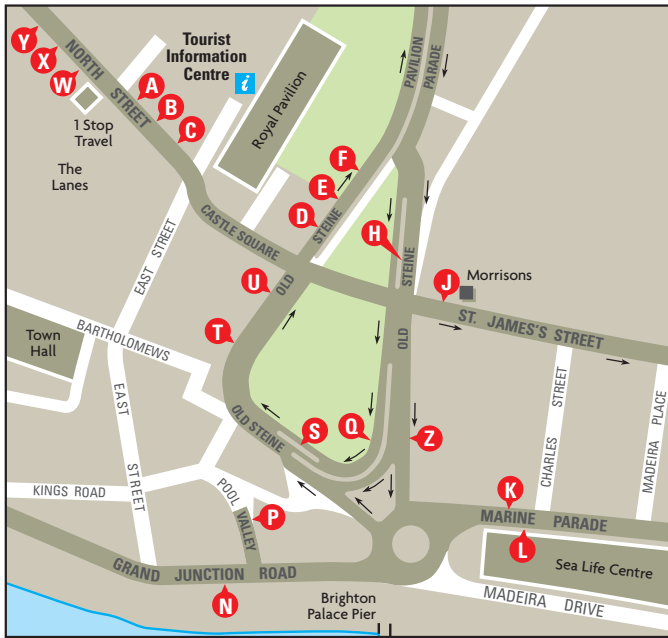 Y
X
W
NORTH
STREET
A
B
C
1 Stop
Travel
The
Lanes
Tourist
Information
Centre
i
Royal Pavilion
PAVILION
PARADE
F
E
D
STEINE
OLD
H
STEINE
OLD
CASTLE SQUARE
U
T
EAST STREET
J
Morrisons
ST. JAMES'S STREET
Town
Hall
BARTHOLOMEWS
EAST
STREET
OLD STEINE
S
Q
Z
CHARLES STREET
MADEIRA PLACE
KINGS ROAD
POOL
VALLEY
P
K
MARINE PARADE
L
Sea Life Centre
GRAND JUNCTION ROAD
N
Brighton
Palace Pier
MADEIRA DRIVE